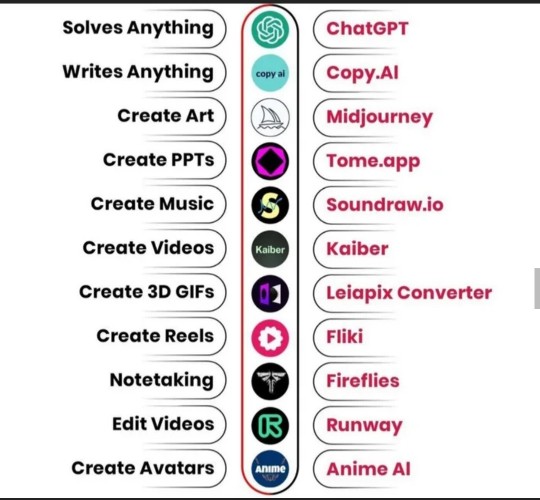 Solves Anything ChatGPT
Writes Anything copy ai Copy.AI
Create Art Midjourney
Create PPTs Tome.app
Create Music S Soundraw.io
Create Videos Kaiber Kaiber
Create 3D GIFs Leiapix Converter
Create Reels Fliki
Notetaking Fireflies
Edit Videos R Runway
Create Avatars Anime Anime AI